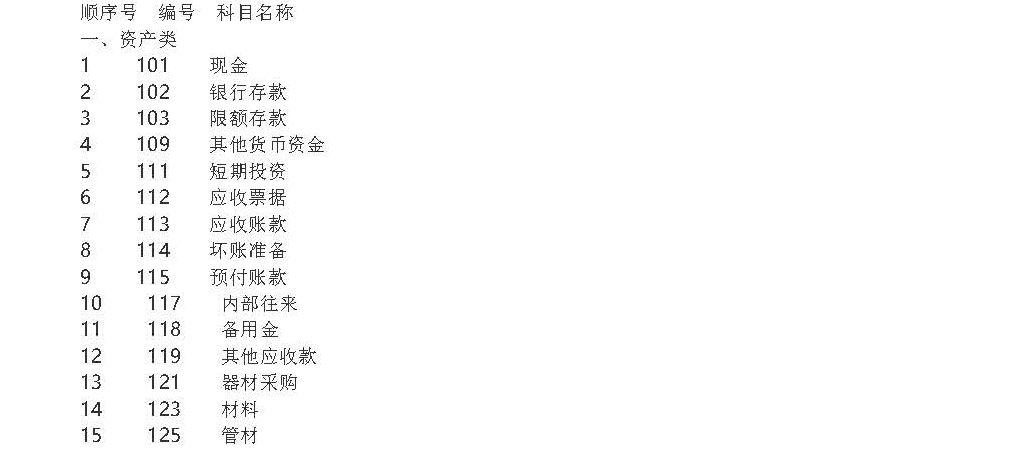 顺序号 编号 科目名称
一、资产类
1 101 现金
2 102 银行存款
3 103 限额存款
4 109 其他货币资金
5 111 短期投资
6 112 应收票据
7 113 应收账款
8 114 坏账准备
9 115 预付账款
10 117 内部往来
11 118 备用金
12 119 其他应收款
13 121 器材采购
14 123 材料
15 125 管材